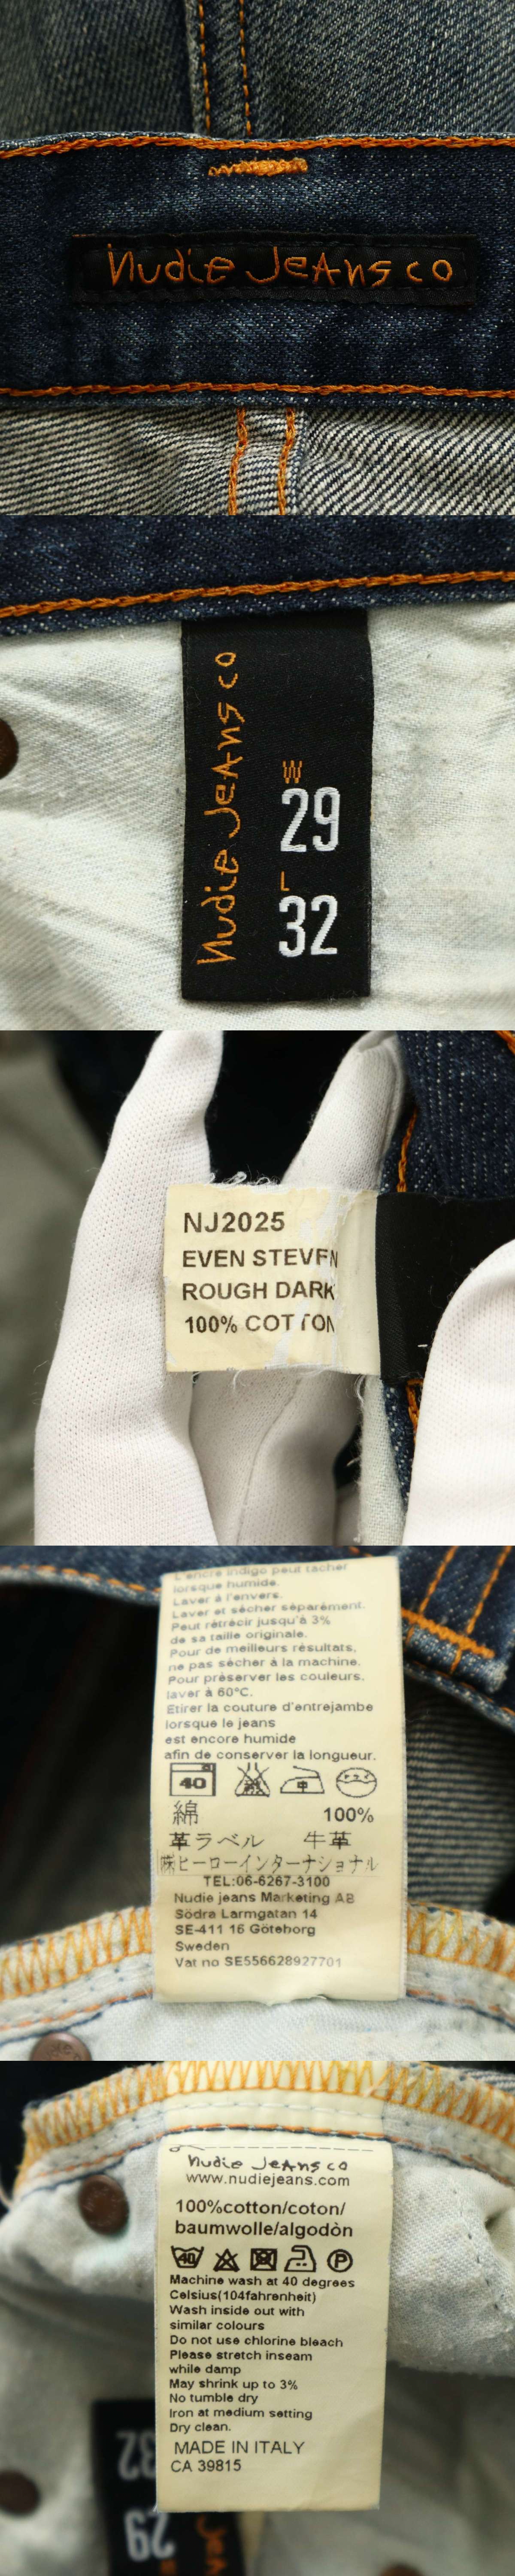 Nudie Jeans co
Nudie Jeans co
W
29
L
32
NJ2025
EVEN STEVEN
ROUGH DARK
100% COTTON
L'encre indigo peut tacher
lorsque humide.
Laver à l'envers.
Laver et sécher séparément.
Peut rétrécir jusqu'à 3%
de sa taille originale.
Pour de meilleurs résultats,
ne pas sécher à la machine.
Pour préserver les couleurs,
laver à 60°C.
Etirer la couture d'entrejambe
lorsque le jeans
est encore humide
afin de conserver la longueur.
40 中 ドライ
綿 100%
革ラベル 牛革
㈱ヒーローインターナショナル
TEL:06-6267-3100
Nudie jeans Marketing AB
Södra Larmgatan 14
SE-411 16 Göteborg
Sweden
Vat no SE556628927701
Nudie Jeans co
www.nudiejeans.com
100%cotton/coton/
baumwolle/algodòn
40 P
Machine wash at 40 degrees
Celsius(104fahrenheit)
Wash inside out with
similar colours
Do not use chlorine bleach
Please stretch inseam
while damp
May shrink up to 3%
No tumble dry
Iron at medium setting
Dry clean.
MADE IN ITALY
CA 39815
32
29